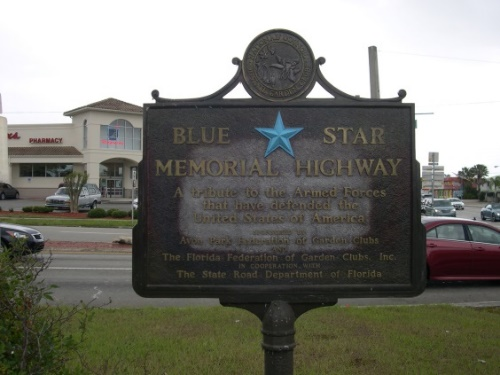 BLUE STAR
MEMORIAL HIGHWAY
A tribute to the Armed Forces
that have defended the
United States of America
Avon Park Federation of Garden Clubs
The Florida Federation of Garden Clubs, Inc.
IN COOPERATION WITH
The State Road Department of Florida
PHARMACY